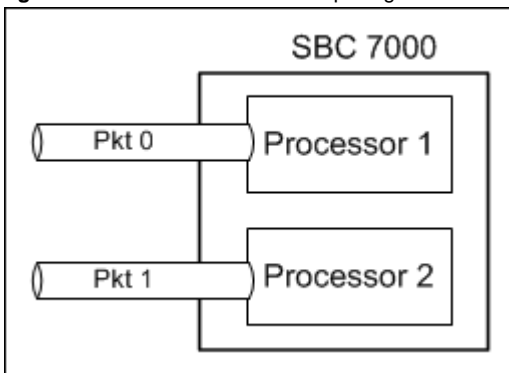 SBC 7000
Pkt 0
Processor 1
Pkt 1
Processor 2